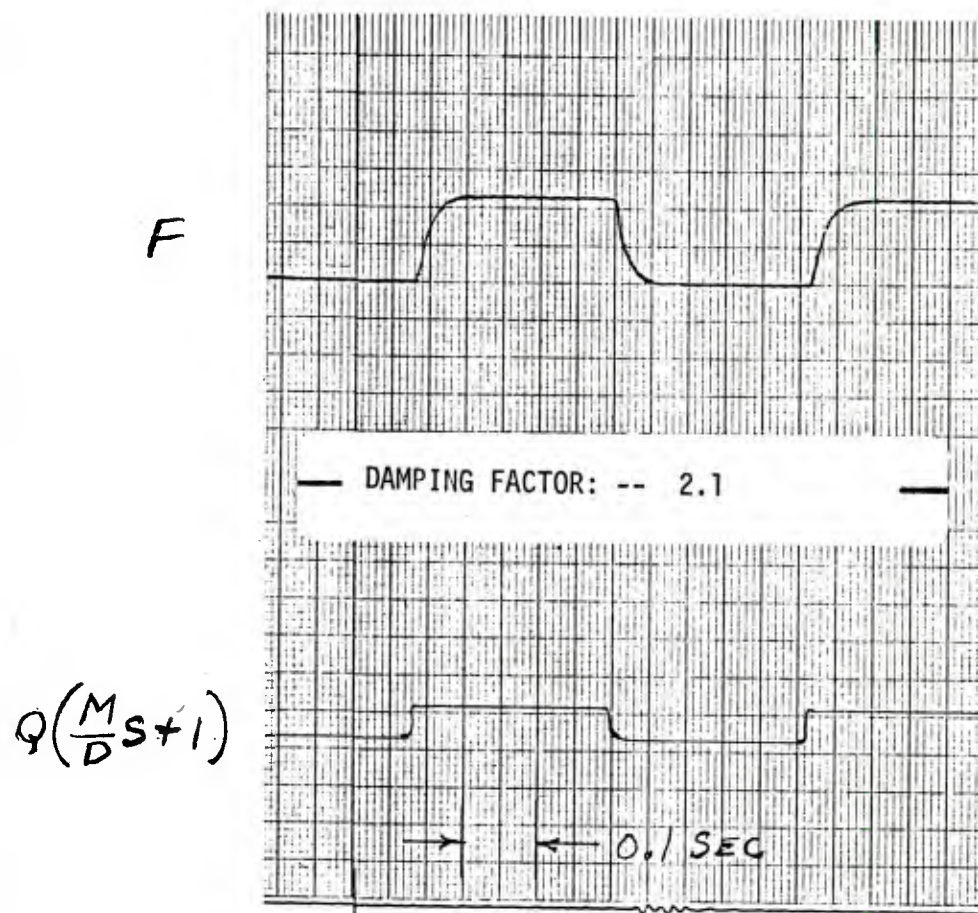 F
DAMPING FACTOR: -- 2.1
Q(M/D S+1)
0.1 SEC